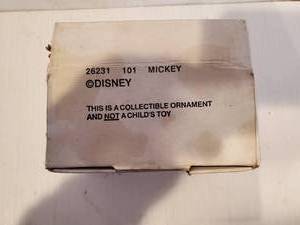 26231 101 MICKEY
©DISNEY
THIS IS A COLLECTIBLE ORNAMENT
AND NOT A CHILD'S TOY